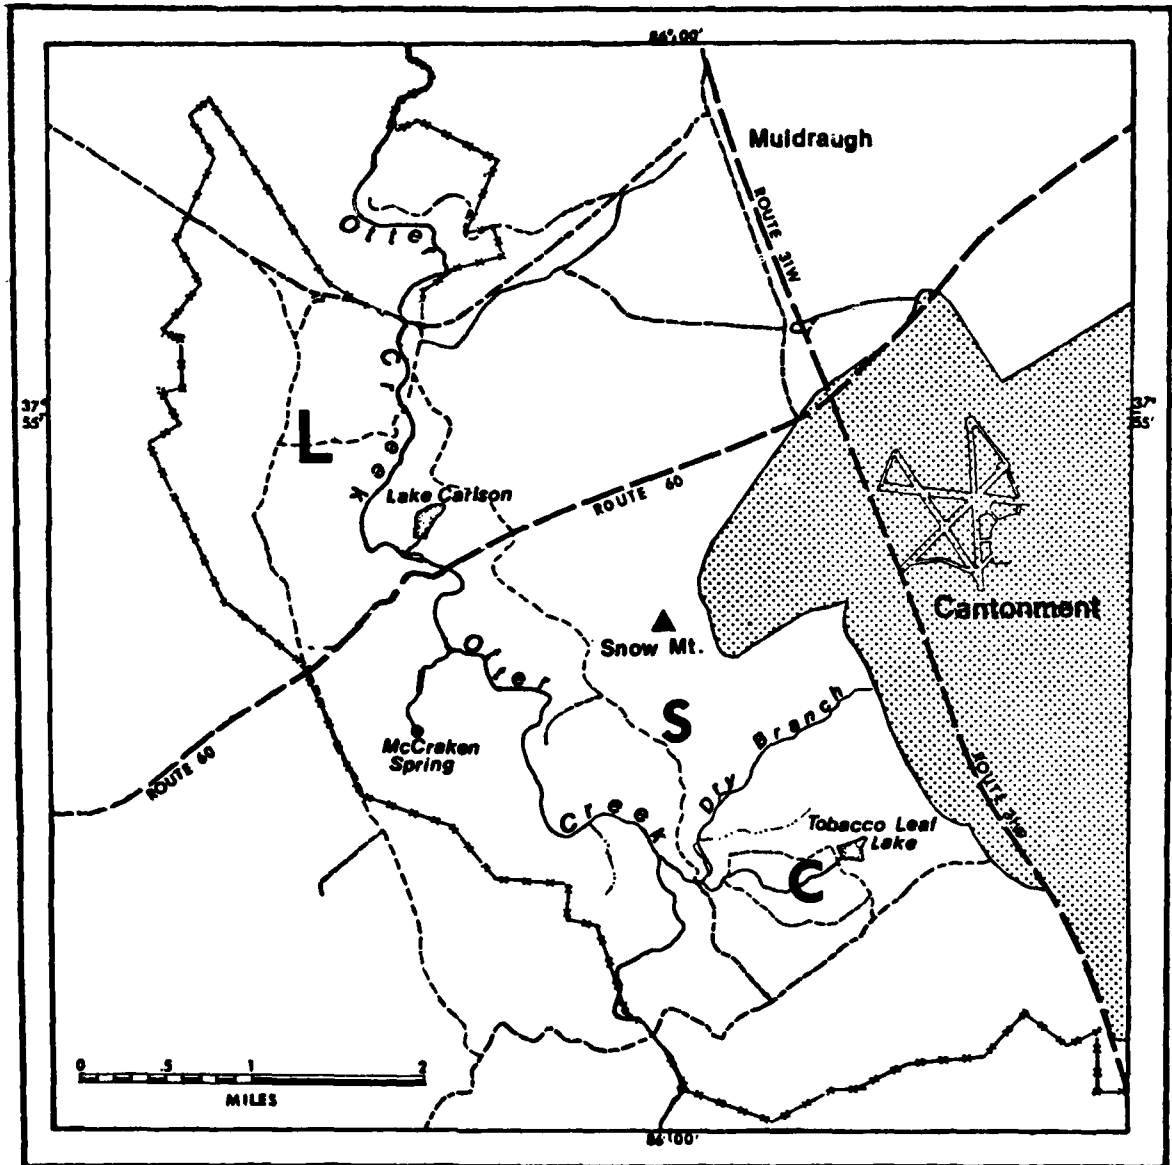 86° 00'
Muldraugh
ROUTE 31W
Otter
Creek
37°
55'
37°
55'
L
Lake Carlson
ROUTE 60
Cantonment
Snow Mt.
Otter
Creek
S
Dry Branch
McCraken
Spring
ROUTE 60
ROUTE 31W
Tobacco Leaf
Lake
C
0 .5 1 2
MILES
86° 00'